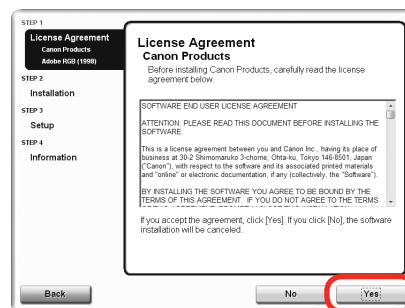 STEP 1
License Agreement
Canon Products
Adobe RGB (1998)
STEP 2
Installation
STEP 3
Setup
STEP 4
Information
License Agreement
Canon Products
Before installing Canon Products, carefully read the license
agreement below.
SOFTWARE END USER LICENSE AGREEMENT
ATTENTION: PLEASE READ THIS DOCUMENT BEFORE INSTALLING THE
SOFTWARE.
This is a license agreement between you and Canon Inc., having its place of
business at 30-2 Shimomaruko 3-chome, Ohta-ku, Tokyo 146-8501, Japan
("Canon"), with respect to the software and its associated printed materials
and "online" or electronic documentation, if any (collectively, the "Software").
BY INSTALLING THE SOFTWARE YOU AGREE TO BE BOUND BY THE
TERMS OF THIS AGREEMENT. IF YOU DO NOT AGREE TO THE TERMS
If you accept the agreement, click [Yes]. If you click [No], the software
installation will be canceled.
Back
No
Yes